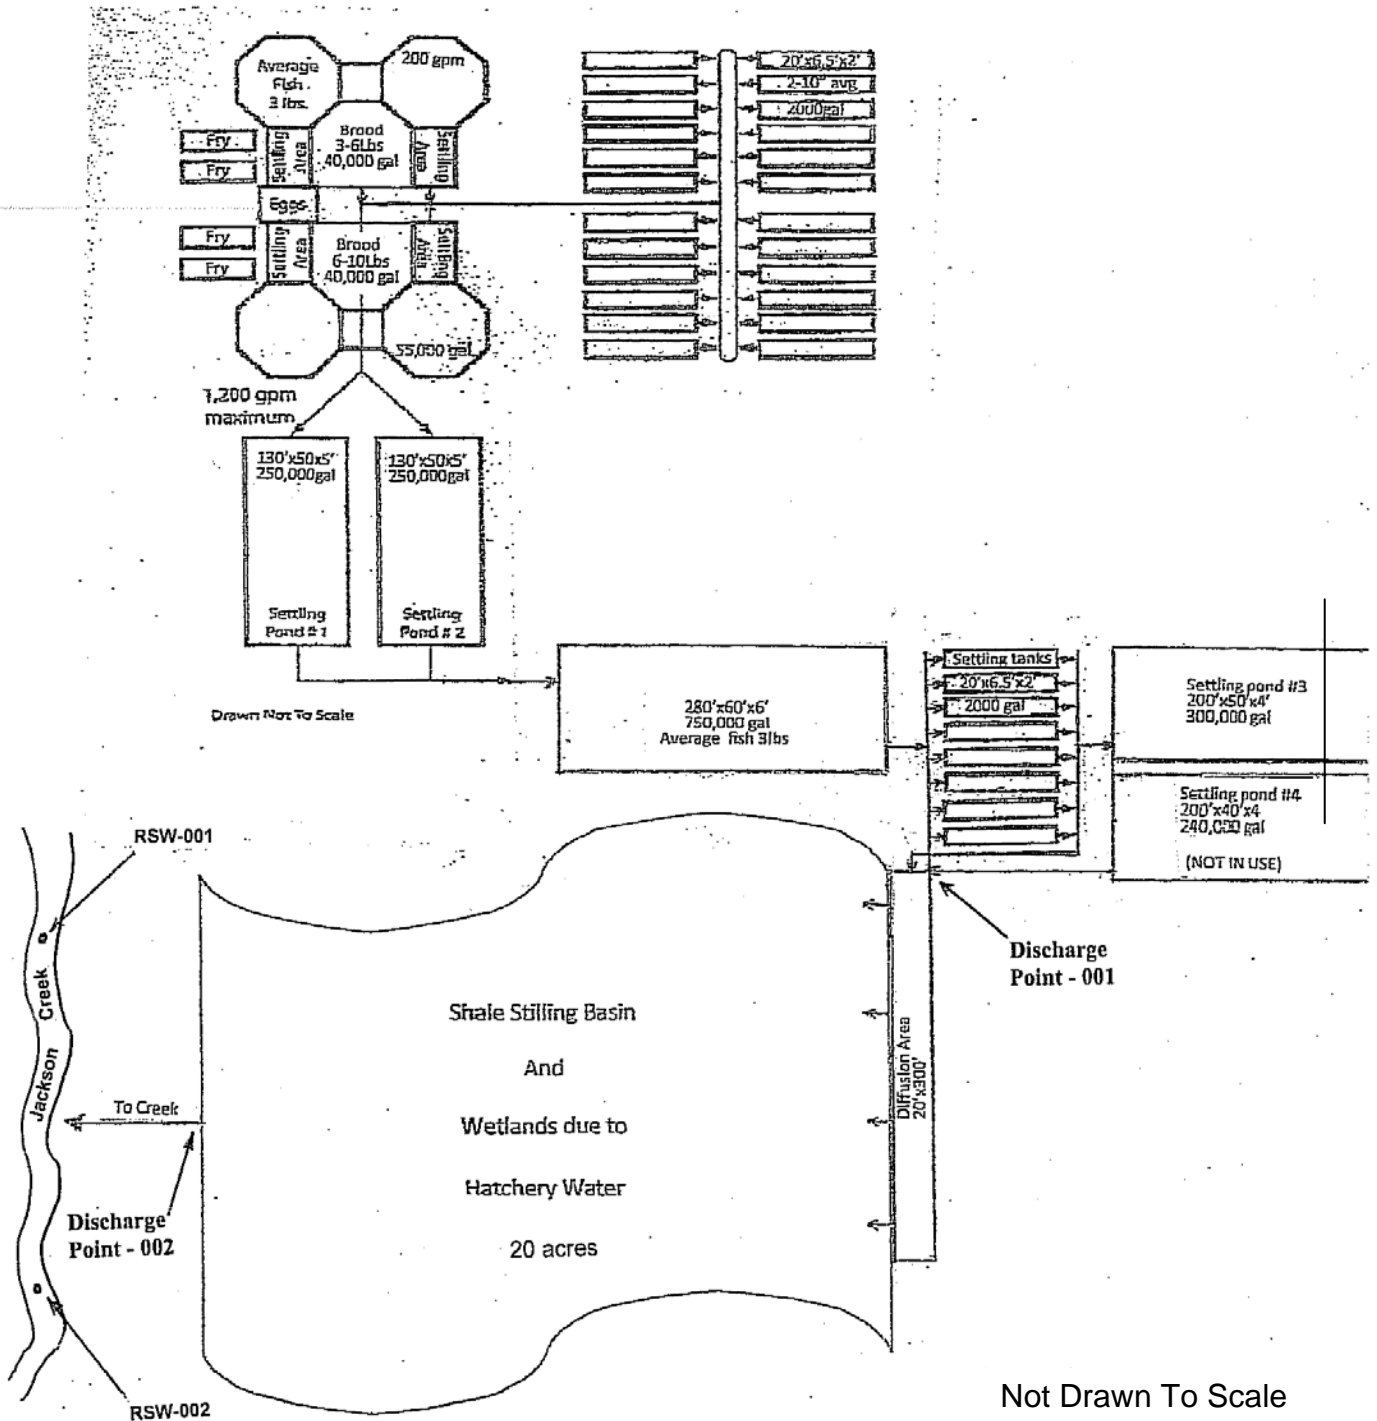 Average
Fish
3 lbs.
200 gpm
20'x6.5'x2'
2-10" avg
2000gal
Fry
Fry
Settling
Area
Brood
3-6Lbs
40,000 gal
Settling
Area
Eggs
Fry
Fry
Settling
Area
Brood
6-10Lbs
40,000 gal
Settling
Area
55,000 gal
1,200 gpm
maximum
130'x50x5'
250,000gal
130'x50x5'
250,000gal
Settling
Pond # 1
Settling
Pond # 2
Drawn Not To Scale
280'x60'x6'
750,000 gal
Average fish 3lbs
Settling tanks
20'x6.5'x2'
2000 gal
Settling pond #3
200'x50'x4'
300,000 gal
Settling pond #4
200'x40'x4
240,000 gal
(NOT IN USE)
RSW-001
Discharge
Point - 001
Jackson Creek
Shale Stilling Basin
And
Wetlands due to
Hatchery Water
20 acres
Diffusion Area
20'x300'
To Creek
Discharge
Point - 002
RSW-002
Not Drawn To Scale